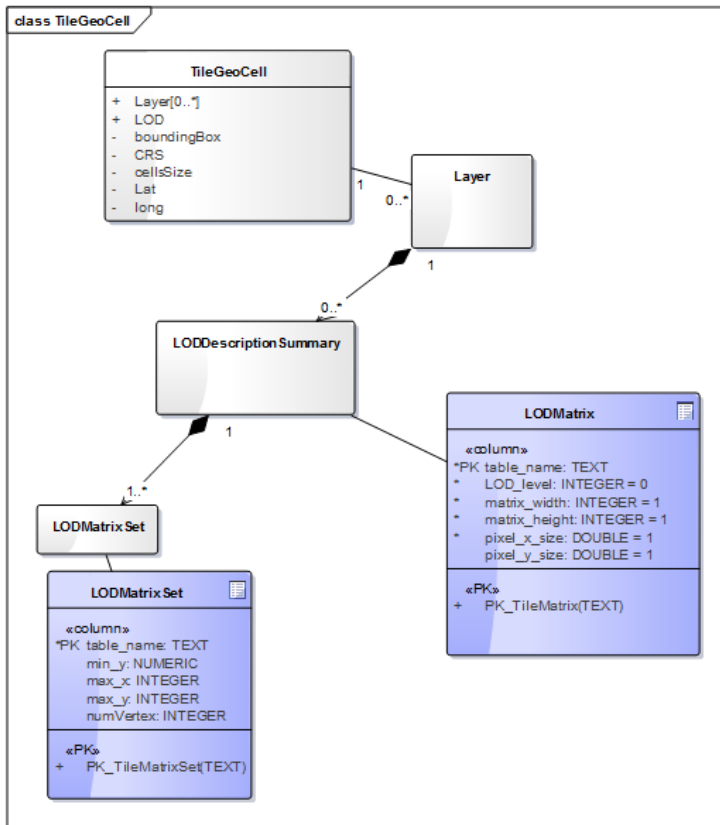 class TileGeoCell
TileGeoCell
+ Layer[0..*]
+ LOD
- boundingBox
- CRS
- cellsSize
- Lat
- long
1
0..*
Layer
1
0..*
LODDescriptionSummary
1
1..*
LODMatrixSet
LODMatrix
«column»
*PK table_name: TEXT
* LOD_level: INTEGER = 0
* matrix_width: INTEGER = 1
* matrix_height: INTEGER = 1
* pixel_x_size: DOUBLE = 1
pixel_y_size: DOUBLE = 1
«PK»
+ PK_TileMatrix(TEXT)
LODMatrixSet
«column»
*PK table_name: TEXT
min_y: NUMERIC
max_x: INTEGER
max_y: INTEGER
numVertex: INTEGER
«PK»
+ PK_TileMatrixSet(TEXT)